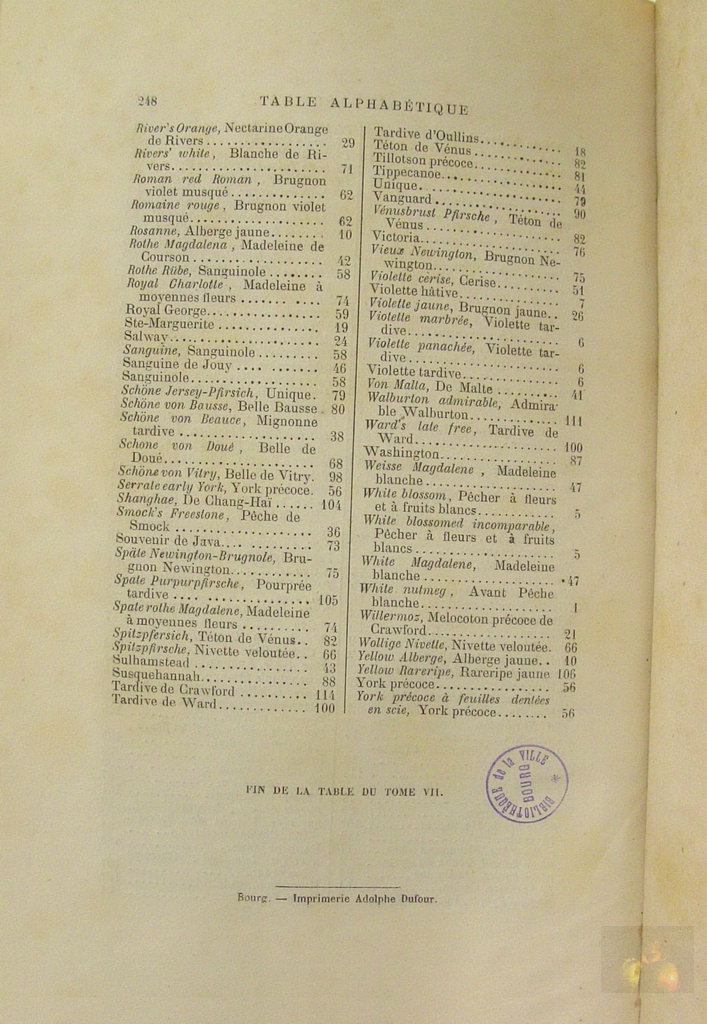 248
TABLE ALPHABÉTIQUE
River's Orange, Nectarine Orange
de Rivers ................. 29
Rivers' white, Blanche de Ri-
vers....................... 71
Roman red Roman, Brugnon
violet musqué ............. 62
Romaine rouge, Brugnon violet
musqué.................... 62
Rosanne, Alberge jaune........ 10
Rothe Magdalena, Madeleine de
Courson ................... 42
Rothe Rübe, Sanguinole ....... 58
Royal Charlotte, Madeleine à
moyennes fleurs ....... .... 74
Royal George................. 59
Ste-Marguerite .............. 19
Salway...................... 24
Sanguine, Sanguinole ......... 58
Sanguine de Jouy .... ....... 46
Sanguinole................... 58
Schöne Jersey-Pfirsich, Unique. 79
Schöne von Bausse, Belle Bausse. 80
Schöne von Beauce, Mignonne
tardive .................... 38
Schone von Doué, Belle de
Doué...................... 68
Schöne von Vitry, Belle de Vitry. 98
Serrate early York, York précoce. 56
Shanghae, De Chang-Haï ...... 104
Smock's Freestone, Pêche de
Smock .................... 36
Souvenir de Java.... ......... 73
Späte Newington-Brugnole, Bru-
gnon Newington............ 75
Spate Purpurpfirsche, Pourprée
tardive .... ............... 105
Spate rothe Magdalene, Madeleine
à moyennes fleurs .......... 74
Spitzpfersich, Téton de Vénus.. 82
Spitzpfirsche, Nivette veloutée.. 66
Sulhamstead ................. 43
Susquehannah................ 88
Tardive de Crawford .......... 114
Tardive de Ward............. 100
Tardive d'Oullins............. 18
Téton de Vénus.............. 82
Tillotson précoce............. 81
Tippecanoe.................. 44
Unique...................... 79
Vanguard.................... 90
Venusbrust Pfirsche, Téton de
Vénus..................... 82
Victoria..................... 76
Vieux Newington, Brugnon Ne-
wington................... 75
Violette cerise, Cerise......... 51
Violette hâtive............... 7
Violette jaune, Brugnon jaune.. 26
Violette marbrée, Violette tar-
dive....................... 6
Violette panachée, Violette tar-
dive....................... 6
Violette tardive............... 6
Von Malta, De Malte ......... 41
Walburton admirable, Admira-
ble Walburton............. 111
Ward's late free, Tardive de
Ward..................... 100
Washington.................. 87
Weisse Magdalene, Madeleine
blanche ................... 47
White blossom, Pêcher à fleurs
et à fruits blancs........... 5
White blossomed incomparable,
Pêcher à fleurs et à fruits
blancs .................... 5
White Magdalene, Madeleine
blanche ................... 47
White nutmeg, Avant Pêche
blanche.................... 1
Willermoz, Melocoton précoce de
Crawford.................. 21
Wollige Nivette, Nivette veloutée. 66
Yellow Alberge, Alberge jaune.. 10
Yellow Rareripe, Rareripe jaune 106
York précoce................. 56
York précoce à feuilles dentées
en scie, York précoce........ 56
FIN DE LA TABLE DU TOME VII.
BIBLIOTHÈQUE de la VILLE
BOURG
Bourg. — Imprimerie Adolphe Dufour.